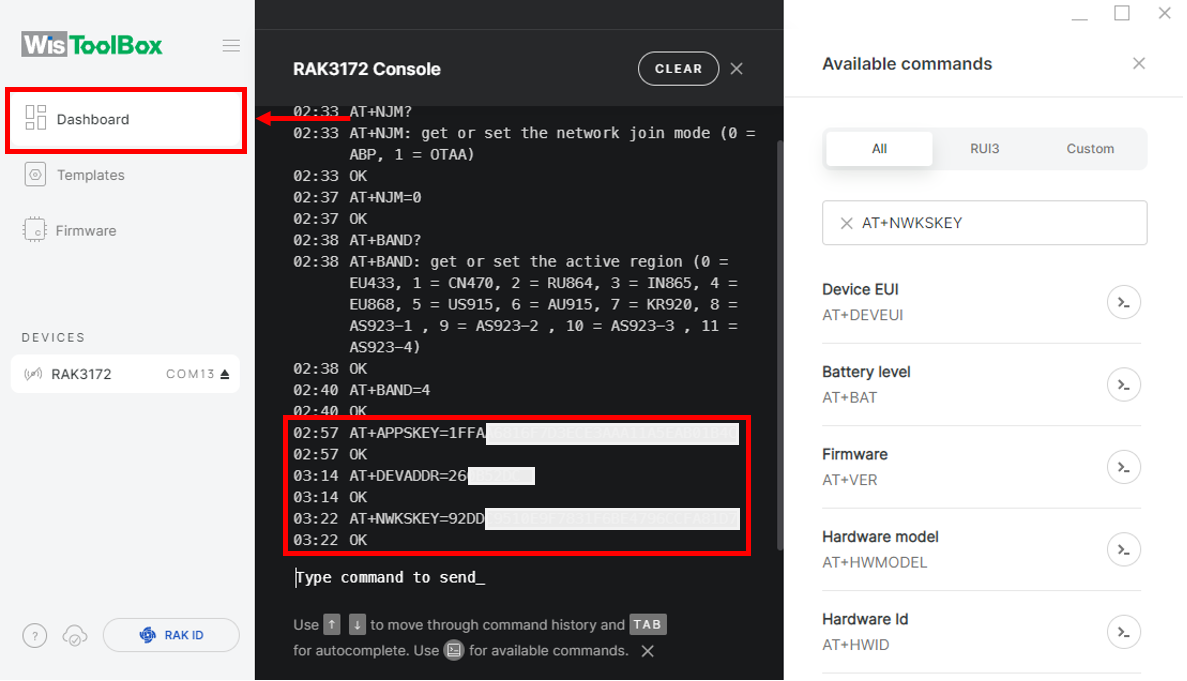 WisToolBox
Dashboard
Templates
Firmware
DEVICES
RAK3172 COM13
?
RAK ID
RAK3172 Console
CLEAR
02:33 AT+NJM?
02:33 AT+NJM: get or set the network join mode (0 =
ABP, 1 = OTAA)
02:33 OK
02:37 AT+NJM=0
02:37 OK
02:38 AT+BAND?
02:38 AT+BAND: get or set the active region (0 =
EU433, 1 = CN470, 2 = RU864, 3 = IN865, 4 =
EU868, 5 = US915, 6 = AU915, 7 = KR920, 8 =
AS923-1 , 9 = AS923-2 , 10 = AS923-3 , 11 =
AS923-4)
02:38 OK
02:40 AT+BAND=4
02:40 OK
02:57 AT+APPSKEY=1FFA
02:57 OK
03:14 AT+DEVADDR=26
03:14 OK
03:22 AT+NWKSKEY=92DD
03:22 OK
Type command to send_
Use ↑ ↓ to move through command history and TAB
for autocomplete. Use for available commands.
Available commands
All RUI3 Custom
AT+NWKSKEY
Device EUI
AT+DEVEUI
Battery level
AT+BAT
Firmware
AT+VER
Hardware model
AT+HWMODEL
Hardware Id
AT+HWID